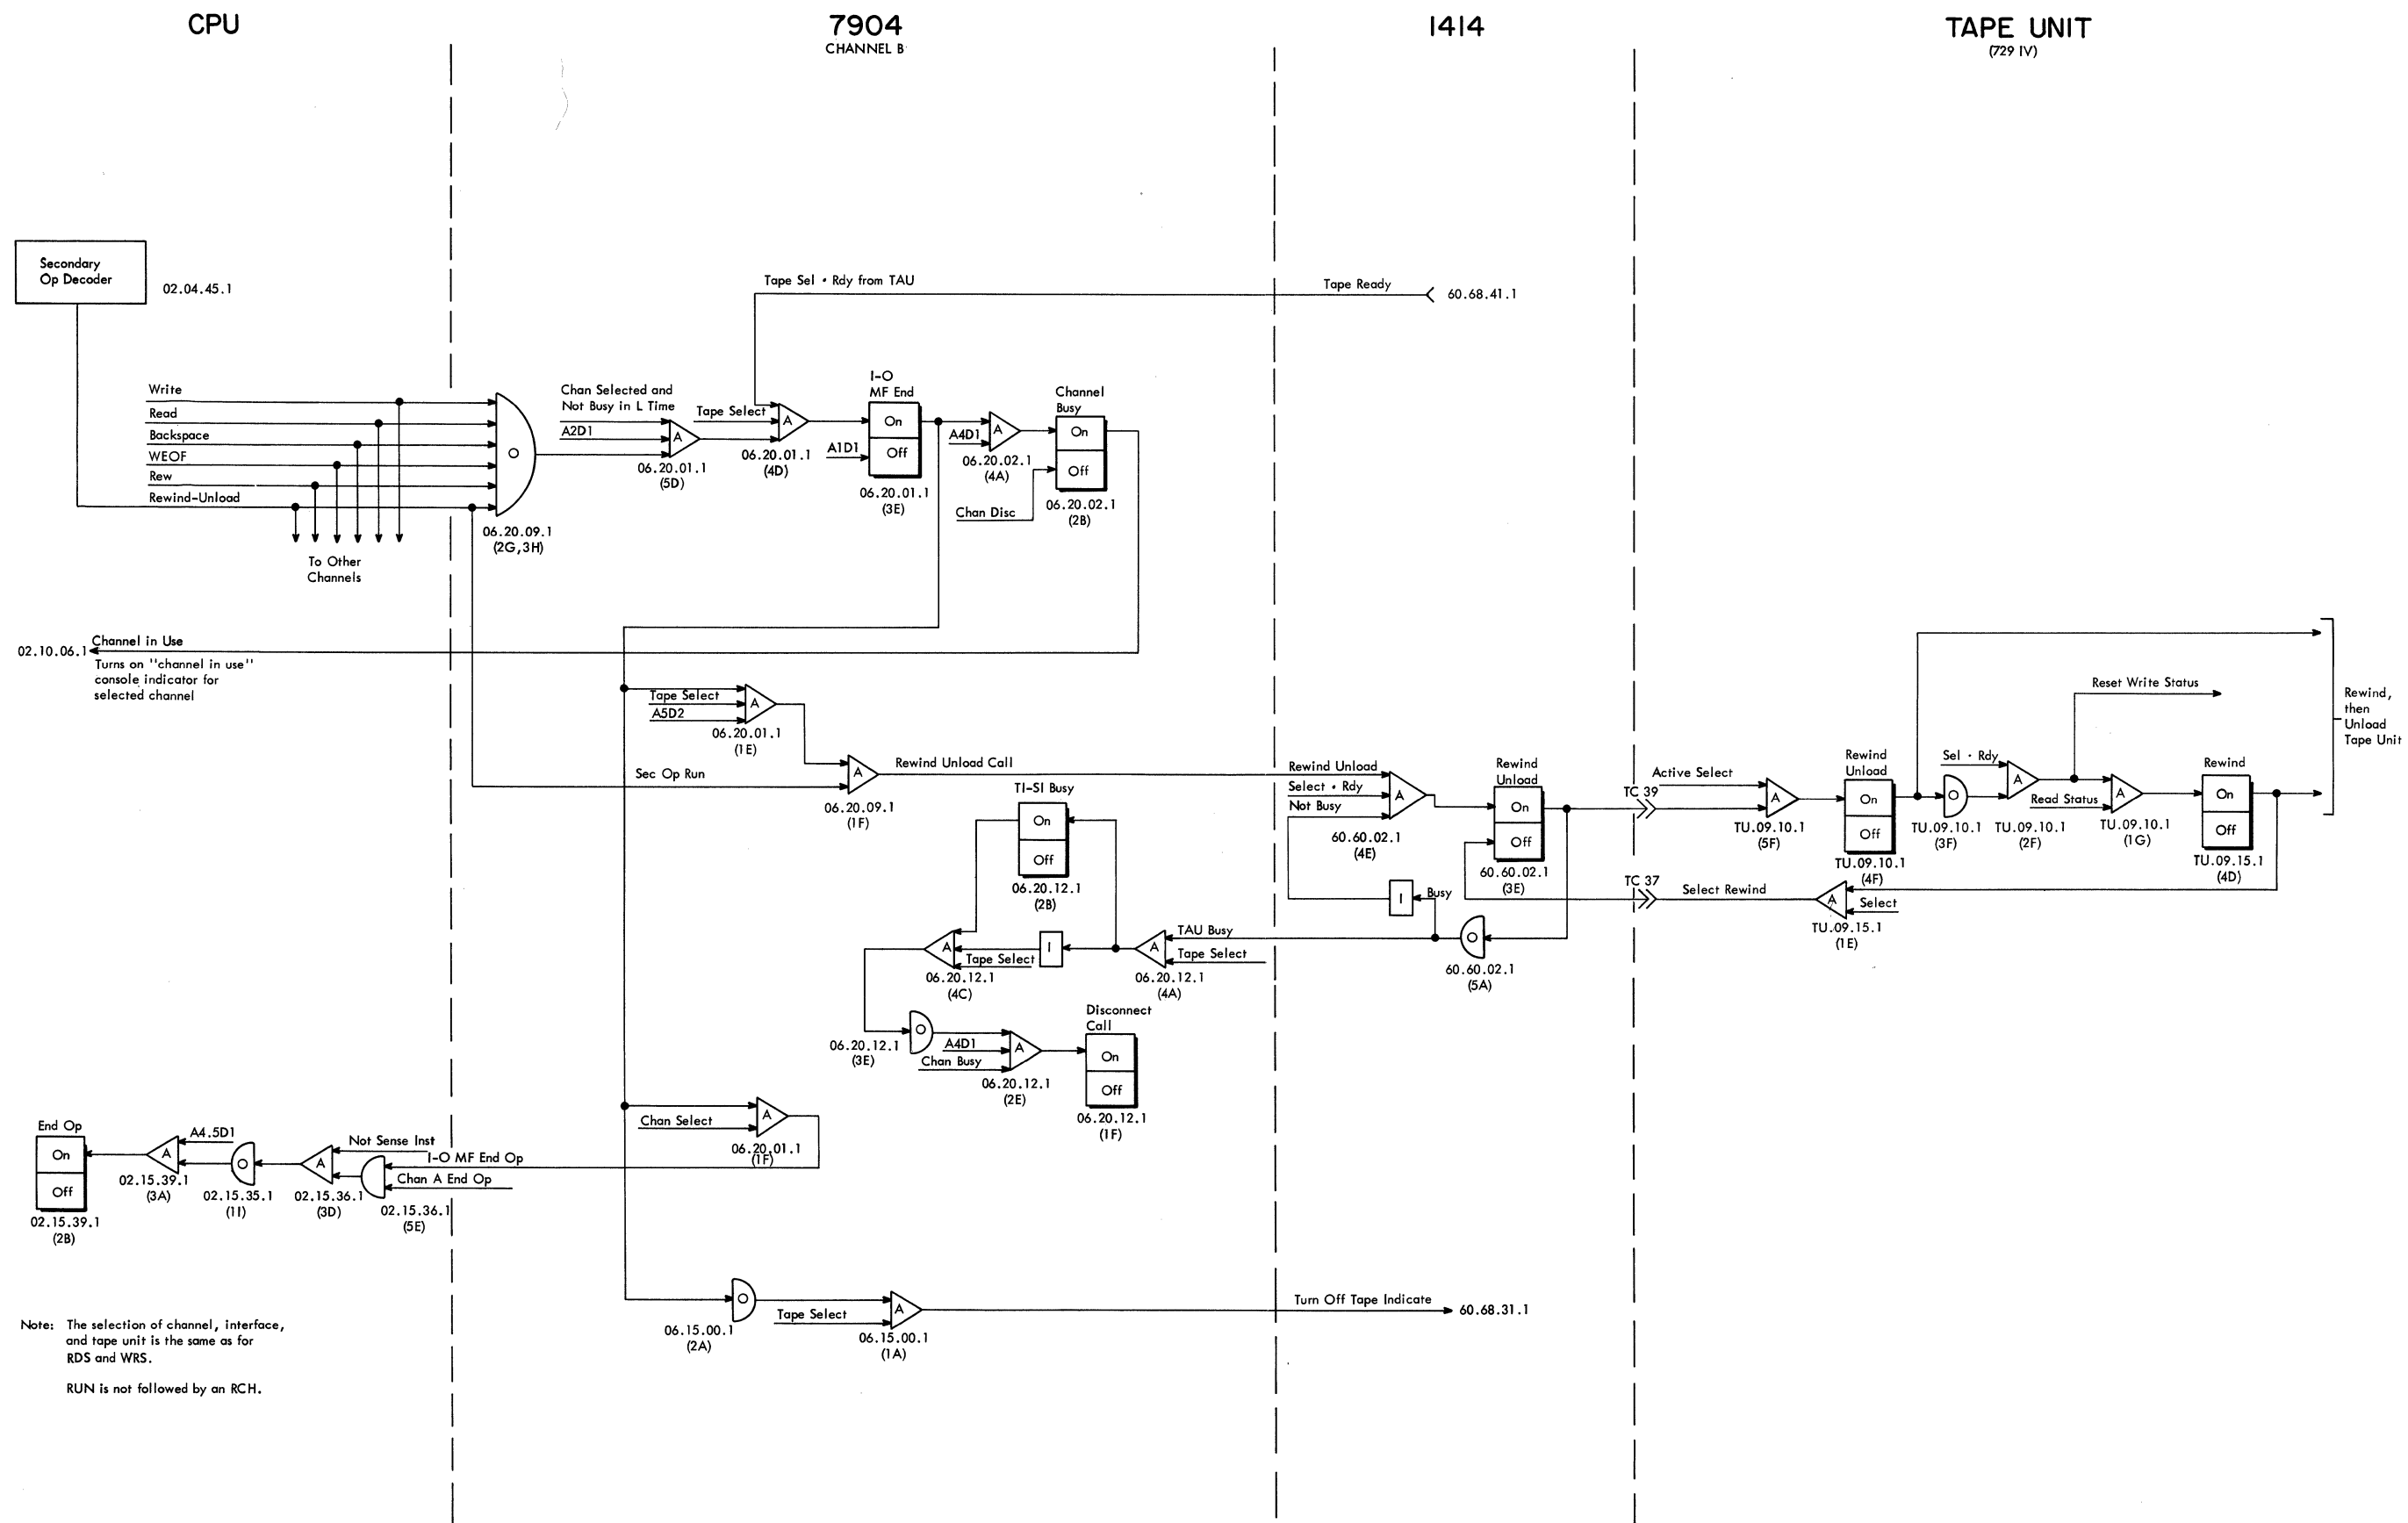 CPU
7904
CHANNEL B
1414
TAPE UNIT
(729 IV)
Secondary
Op Decoder
02.04.45.1
Tape Sel • Rdy from TAU
Tape Ready
60.68.41.1
Write
Read
Backspace
WEOF
Rew
Rewind-Unload
To Other
Channels
O
06.20.09.1
(2G,3H)
Chan Selected and
Not Busy in L Time
A2D1
A
06.20.01.1
(5D)
Tape Select
A
06.20.01.1
(4D)
I-O
MF End
On
Off
A1D1
06.20.01.1
(3E)
A4D1
A
06.20.02.1
(4A)
Channel
Busy
On
Off
06.20.02.1
(2B)
Chan Disc
02.10.06.1
Channel in Use
Turns on "channel in use"
console indicator for
selected channel
Tape Select
A5D2
A
06.20.01.1
(1E)
Sec Op Run
A
06.20.09.1
(1F)
Rewind Unload Call
Rewind Unload
Select • Rdy
Not Busy
A
60.60.02.1
(4E)
Rewind
Unload
On
Off
60.60.02.1
(3E)
TC 39
Active Select
A
TU.09.10.1
(5F)
Rewind
Unload
On
Off
TU.09.10.1
(4F)
O
TU.09.10.1
(3F)
Sel • Rdy
A
TU.09.10.1
(2F)
Reset Write Status
Read Status
A
TU.09.10.1
(1G)
Rewind
On
Off
TU.09.15.1
(4D)
Rewind,
then
Unload
Tape Unit
TI-SI Busy
On
Off
06.20.12.1
(2B)
I
Busy
TC 37
Select Rewind
A
Select
TU.09.15.1
(1E)
O
60.60.02.1
(5A)
TAU Busy
Tape Select
A
06.20.12.1
(4A)
I
Tape Select
A
06.20.12.1
(4C)
O
06.20.12.1
(3E)
A4D1
Chan Busy
A
06.20.12.1
(2E)
Disconnect
Call
On
Off
06.20.12.1
(1F)
Chan Select
A
06.20.01.1
(1F)
End Op
On
Off
02.15.39.1
(2B)
A4.5D1
A
02.15.39.1
(3A)
O
02.15.35.1
(1I)
Not Sense Inst
A
02.15.36.1
(3D)
I-O MF End Op
Chan A End Op
02.15.36.1
(5E)
O
06.15.00.1
(2A)
Tape Select
A
06.15.00.1
(1A)
Turn Off Tape Indicate
60.68.31.1
Note: The selection of channel, interface,
and tape unit is the same as for
RDS and WRS.
RUN is not followed by an RCH.